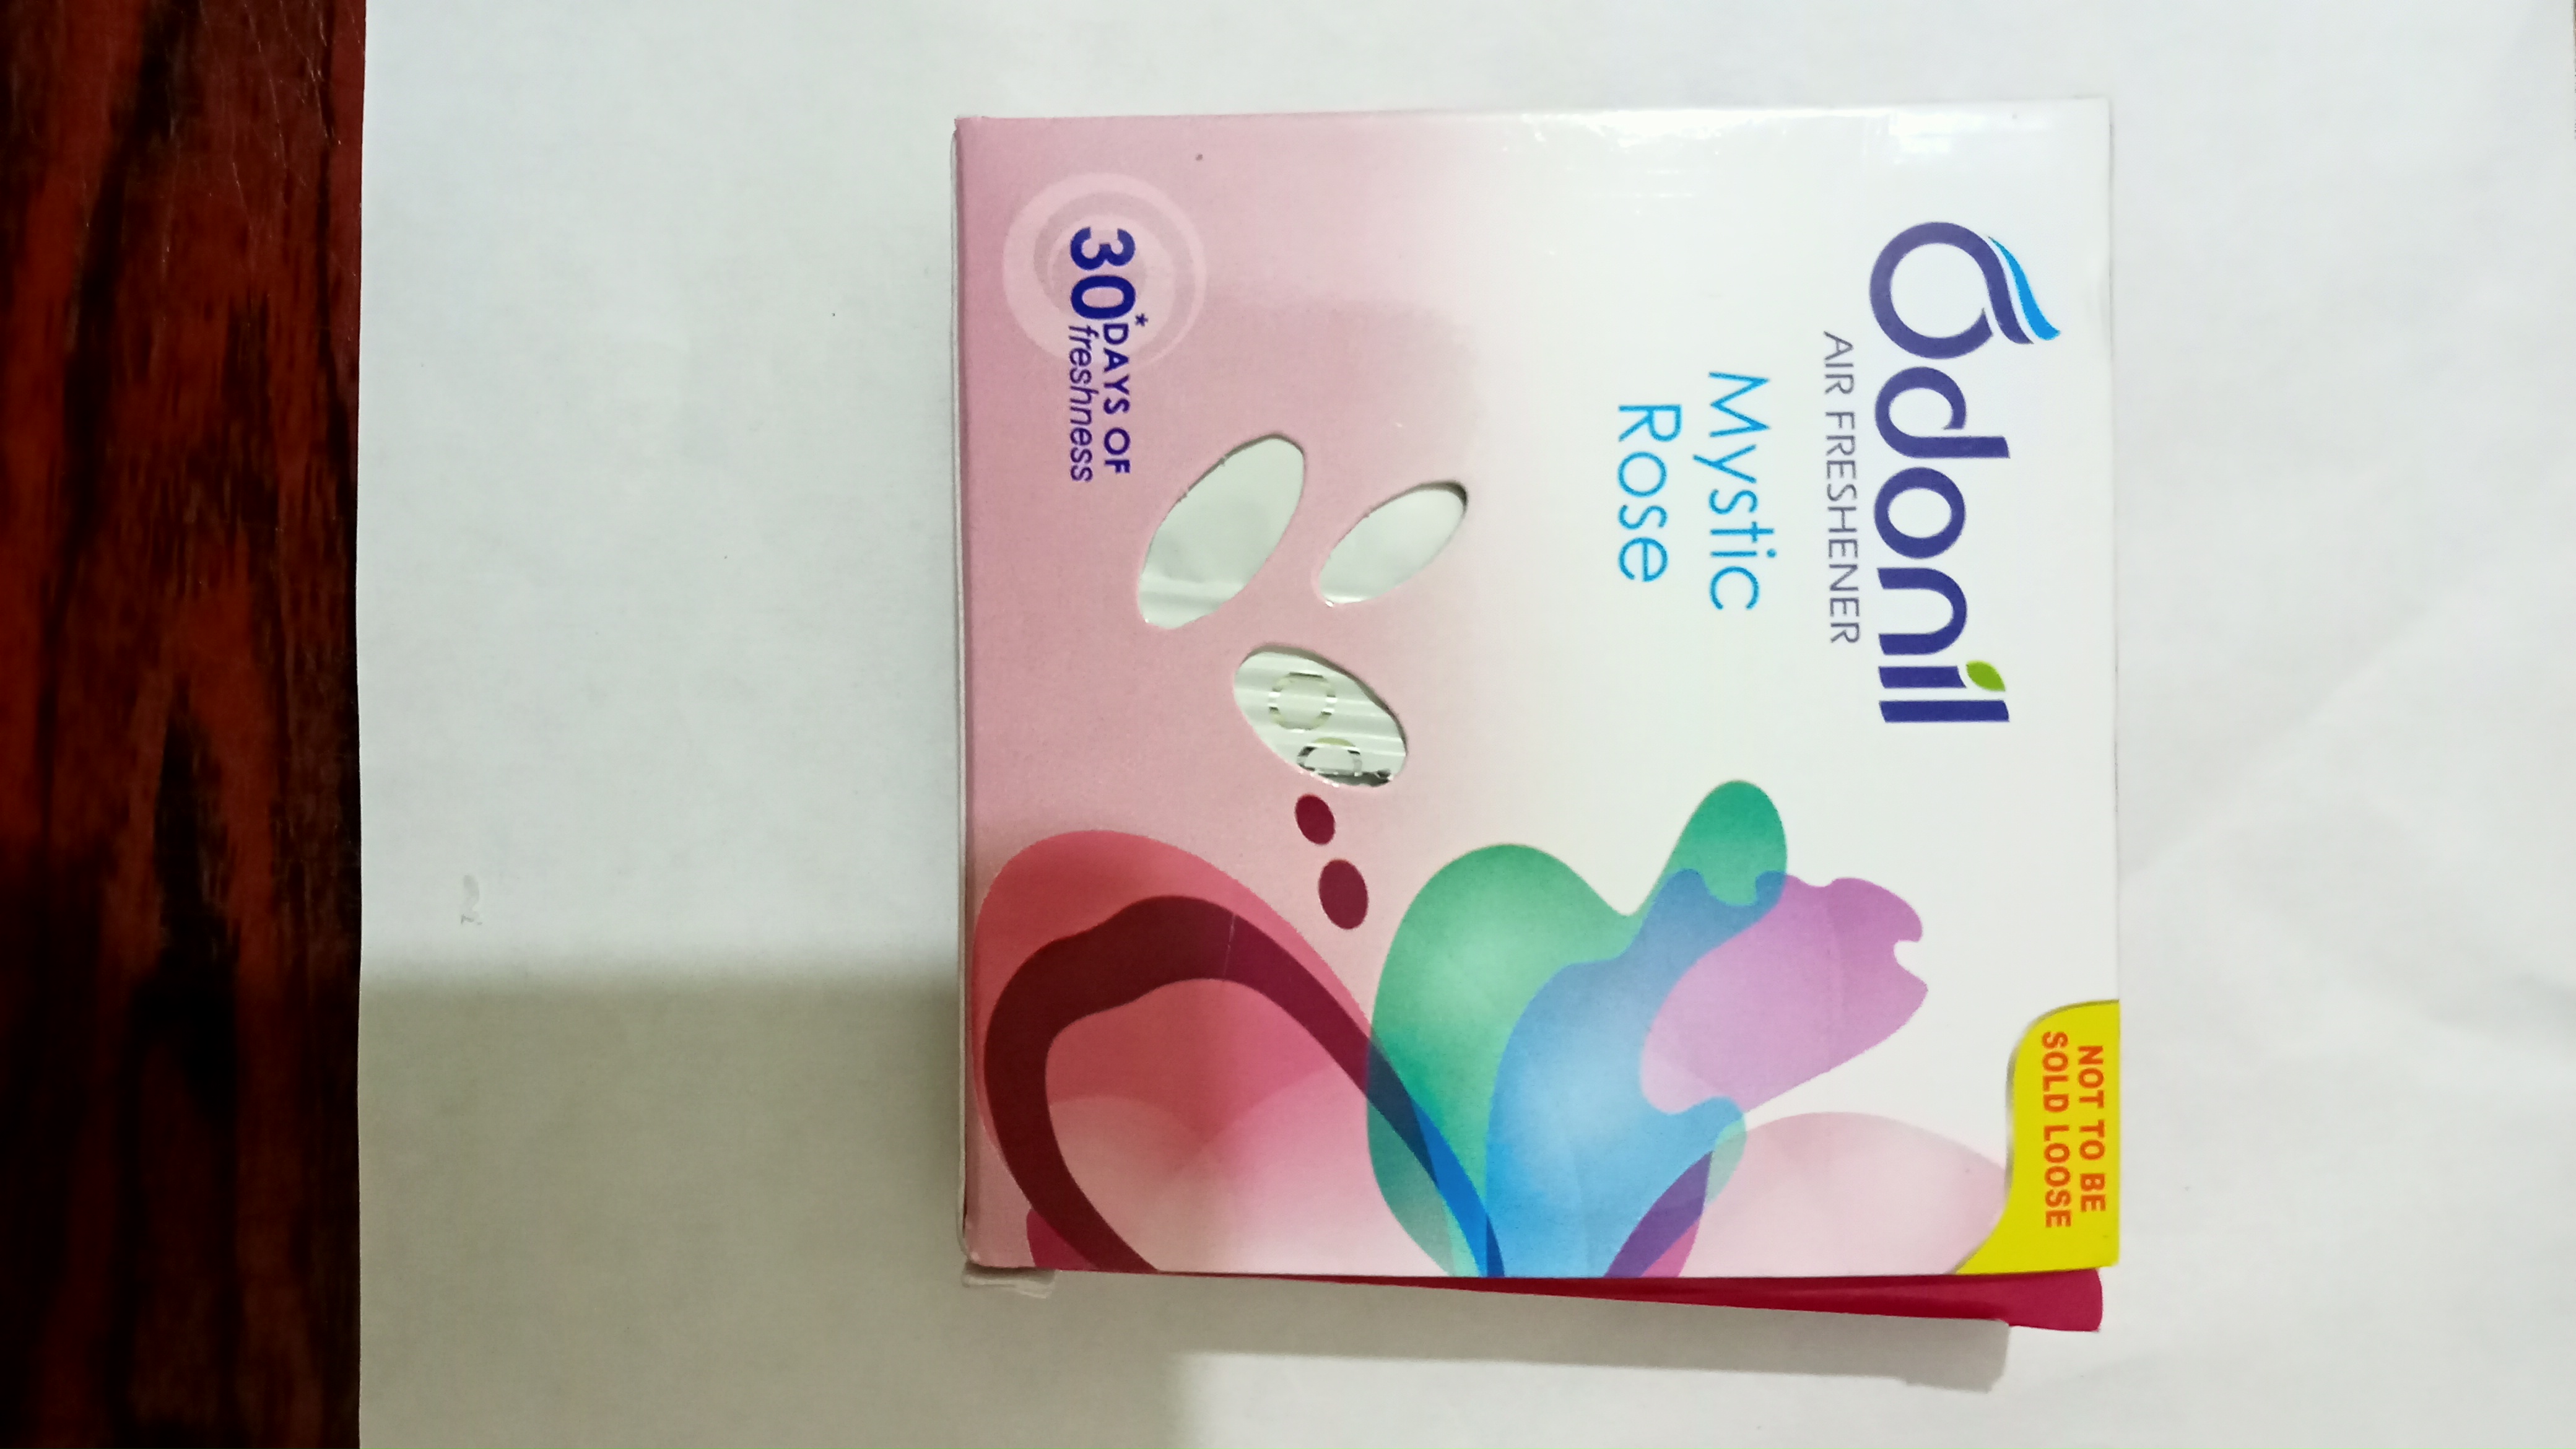 Odonil
AIR FRESHENER
Mystic
Rose
30* DAYS OF
freshness
NOT TO BE
SOLD LOOSE